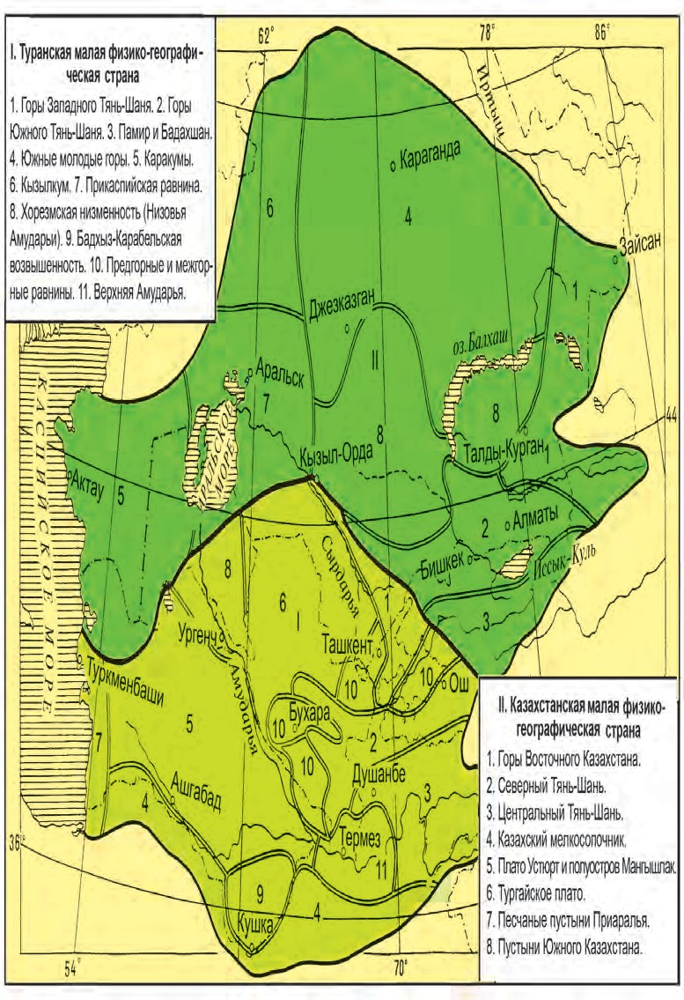 I. Туранская малая физико-географи-
ческая страна
1. Горы Западного Тянь-Шаня. 2. Горы
Южного Тянь-Шаня. 3. Памир и Бадахшан.
4. Южные молодые горы. 5. Каракумы.
6. Кызылкум. 7. Прикаспийская равнина.
8. Хорезмская низменность (Низовья
Амударьи). 9. Бадхыз-Карабельская
возвышенность. 10. Предгорные и межгор-
ные равнины. 11. Верхняя Амударья.
62°
78°
86°
Иртыш
Караганда
6
4
Зайсан
1
Джезказган
оз.Балхаш
II
Аральск
7
8
8
44
КАСПИЙСКОЕ МОРЕ
АРАЛЬСКОЕ МОРЕ
Кызыл-Орда
Талды-Курган
1
Актау
5
2
Алматы
Бишкек
Иссык-Куль
Сырдарья
8
6
I
1
3
Ургенч
Ташкент
Амударья
10
10
Ош
Туркменбаши
5
Бухара
10
2
7
10
Душанбе
Ашгабад
4
3
Термез
36°
11
9
4
Кушка
54°
70°
II. Казахстанская малая физико-
географическая страна
1. Горы Восточного Казахстана.
2. Северный Тянь-Шань.
3. Центральный Тянь-Шань.
4. Казахский мелкосопочник.
5. Плато Устюрт и полуостров Мангышлак.
6. Тургайское плато.
7. Песчаные пустыни Приаралья.
8. Пустыни Южного Казахстана.